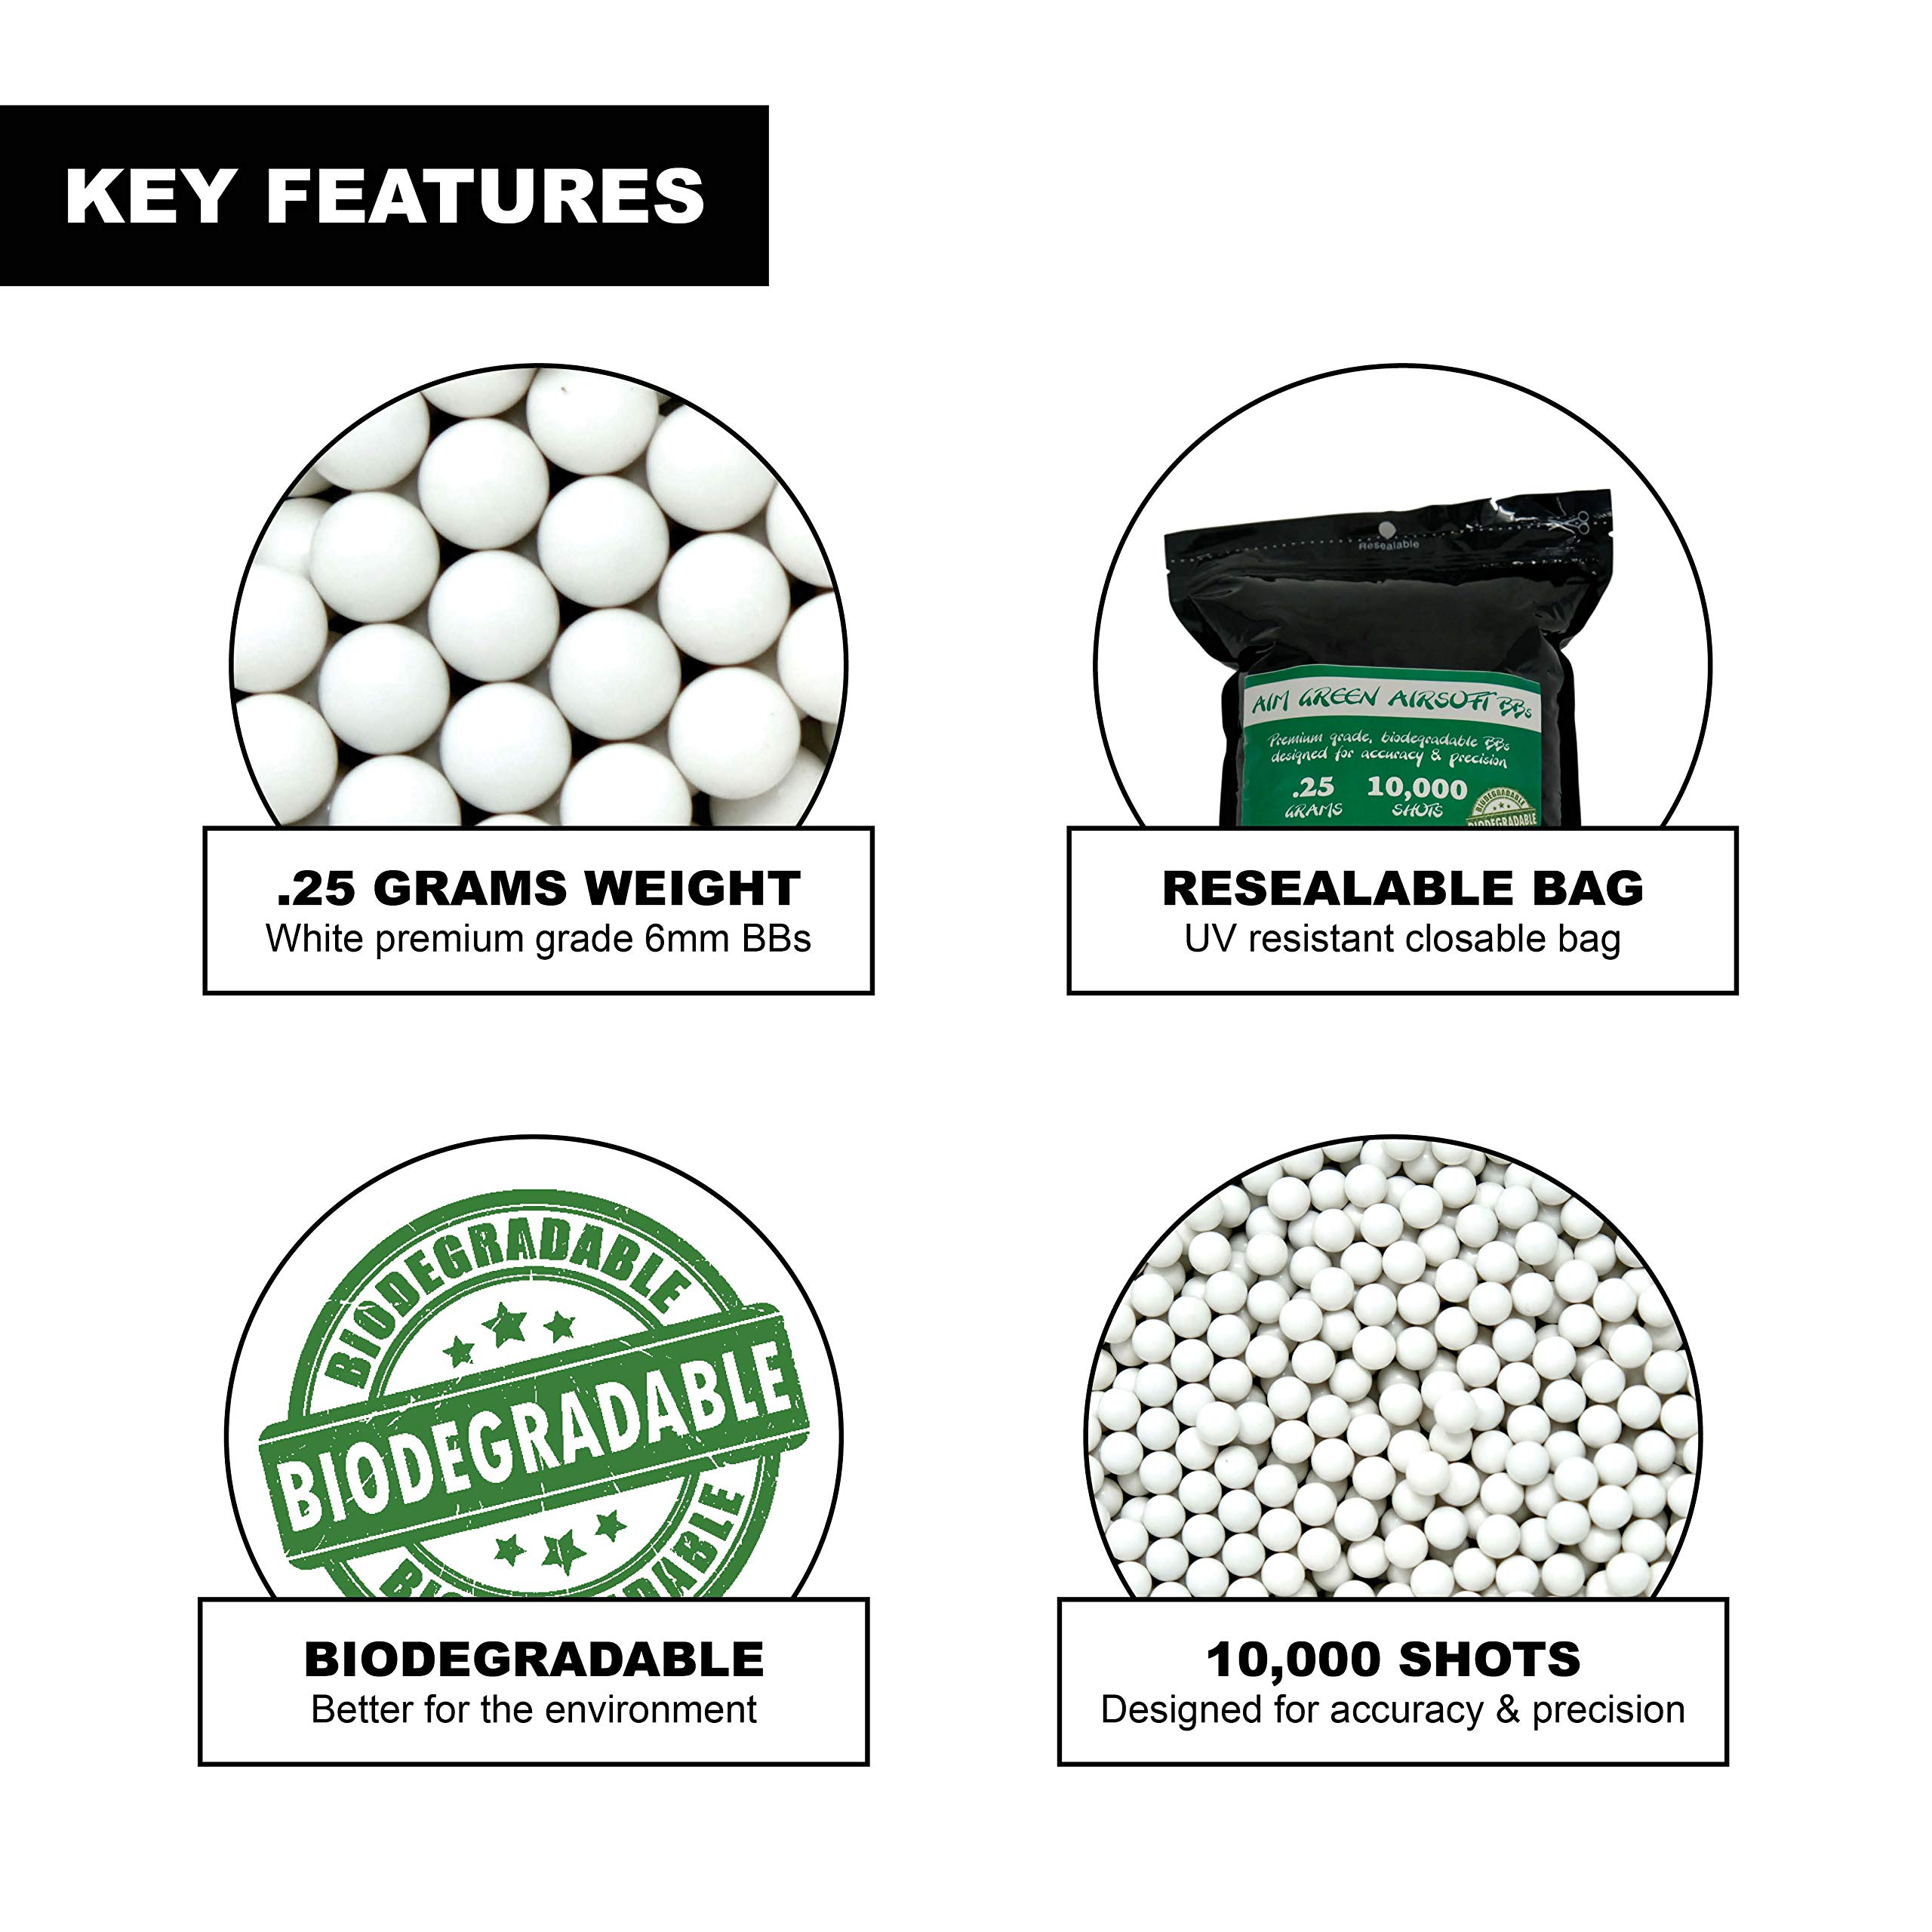 KEY FEATURES
Resealable
AIM GREEN AIRSOFT BBs
Premium grade, biodegradable BBs
designed for accuracy & precision
.25 10,000
GRAMS SHOTS
BIODEGRADABLE
BIODEGRADABLE
.25 GRAMS WEIGHT
White premium grade 6mm BBs
RESEALABLE BAG
UV resistant closable bag
BIODEGRADABLE
BIODEGRADABLE
BIODEGRADABLE
Better for the environment
10,000 SHOTS
Designed for accuracy & precision